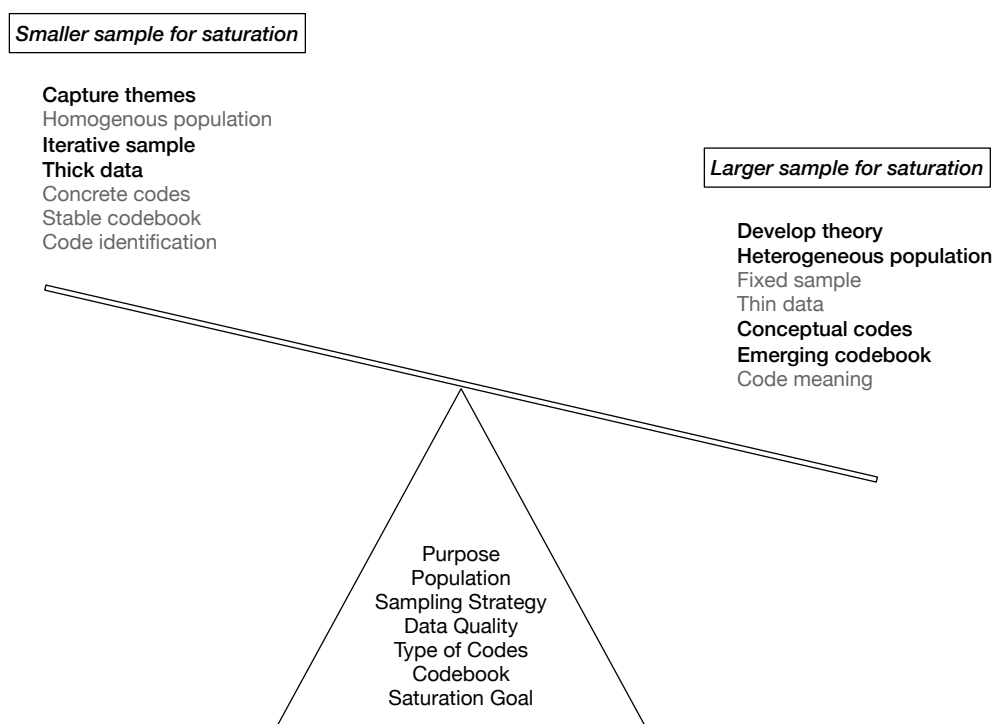 Smaller sample for saturation
Capture themes
Homogenous population
Iterative sample
Thick data
Concrete codes
Stable codebook
Code identification
Larger sample for saturation
Develop theory
Heterogeneous population
Fixed sample
Thin data
Conceptual codes
Emerging codebook
Code meaning
Purpose
Population
Sampling Strategy
Data Quality
Type of Codes
Codebook
Saturation Goal